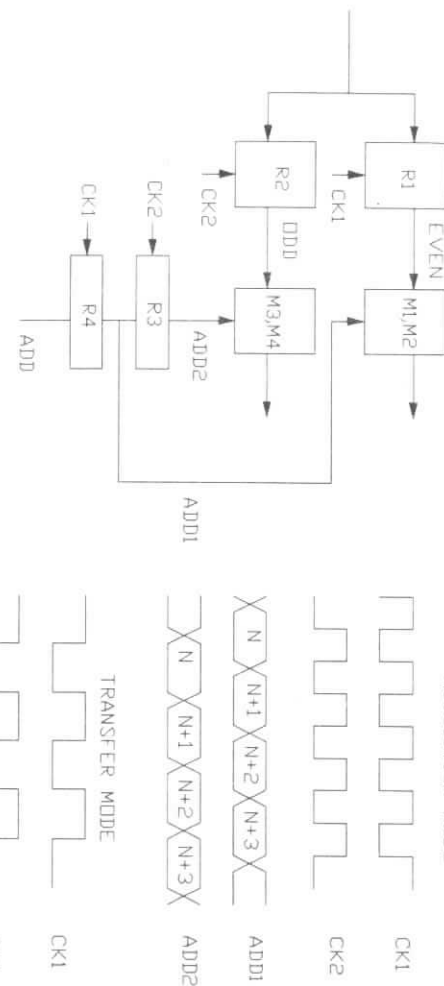 EVEN
R1
M1,M2
CK1
ODD
R2
M3,M4
CK2
ADD2
ADD1
CK2
R3
CK1
R4
ADD
CK1
CK2
N N+1 N+2 N+3 ADD1
N N+1 N+2 N+3 ADD2
TRANSFER MODE
CK1